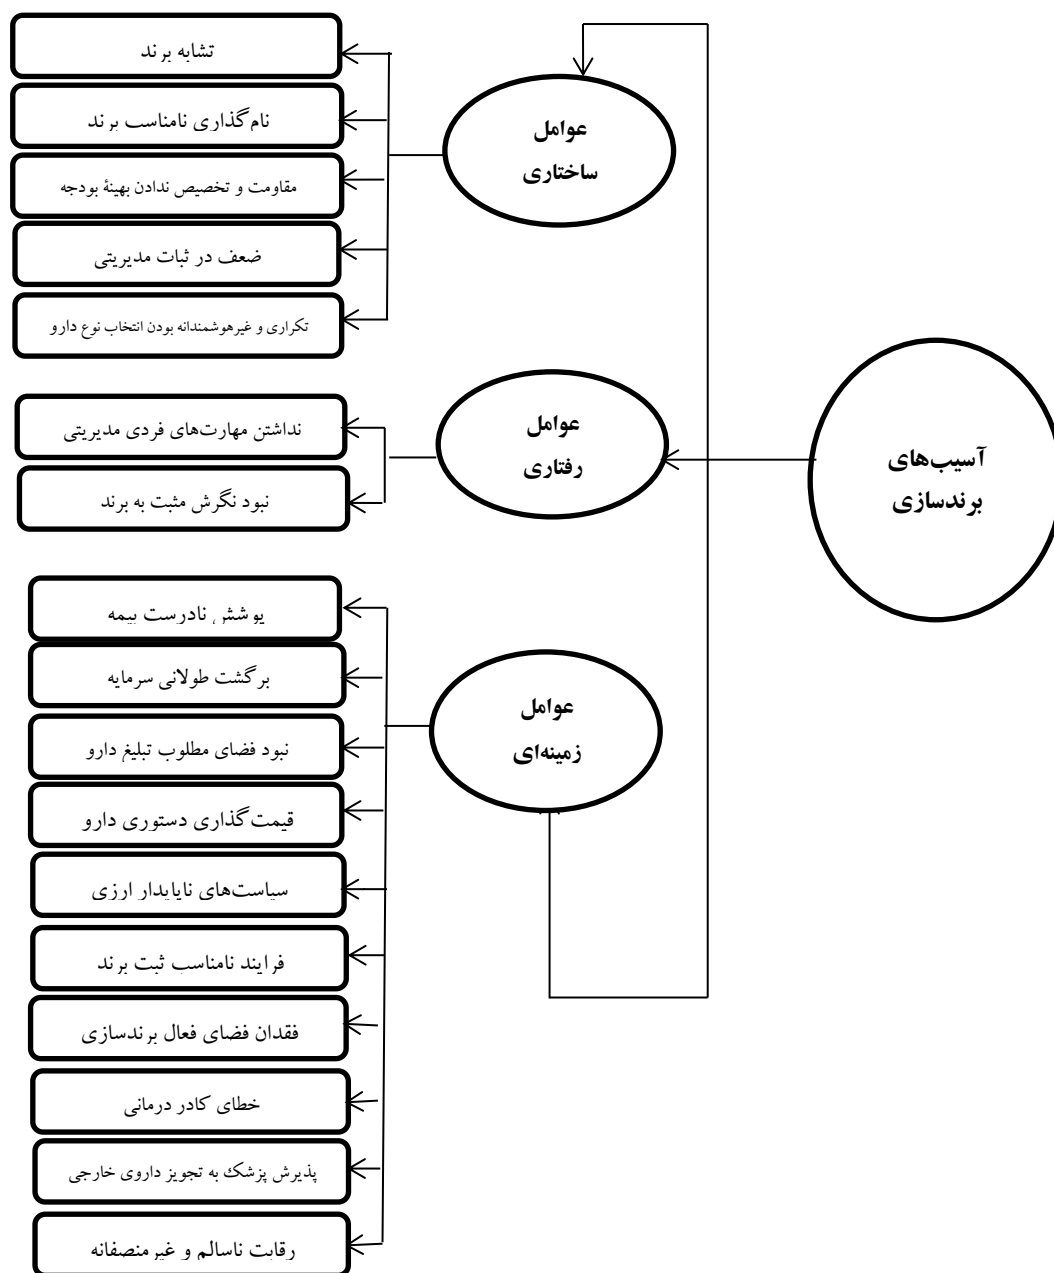 آسیب‌های
برندسازی
عوامل
ساختاری
تشابه برند
نام‌گذاری نامناسب برند
مقاومت و تخصیص ندادن بهینهٔ بودجه
ضعف در ثبات مدیریتی
تکراری و غیرهوشمندانه بودن انتخاب نوع دارو
عوامل
رفتاری
نداشتن مهارت‌های فردی مدیریتی
نبود نگرش مثبت به برند
عوامل
زمینه‌ای
پوشش نادرست بیمه
برگشت طولانی سرمایه
نبود فضای مطلوب تبلیغ دارو
قیمت‌گذاری دستوری دارو
سیاست‌های ناپایدار ارزی
فرایند نامناسب ثبت برند
فقدان فضای فعال برندسازی
خطای کادر درمانی
پذیرش پزشک به تجویز داروی خارجی
رقابت ناسالم و غیرمنصفانه